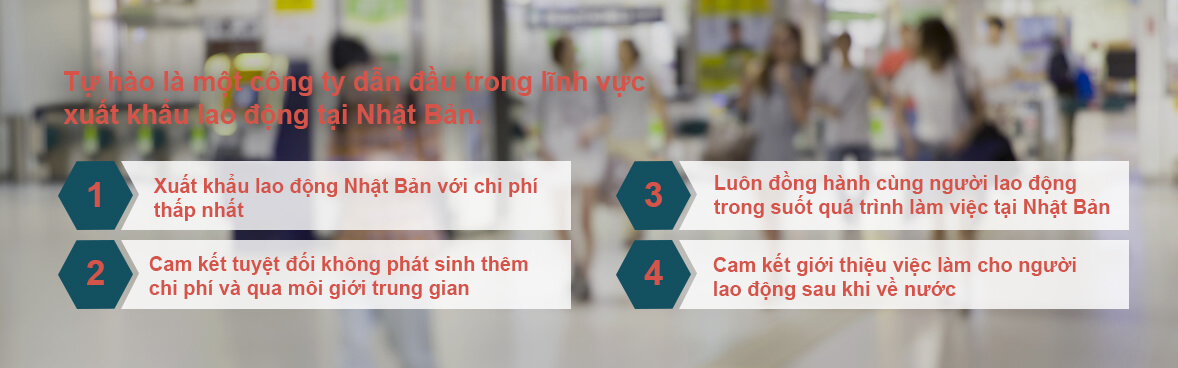 Tự hào là một công ty dẫn đầu trong lĩnh vực
xuất khẩu lao động tại Nhật Bản.
1
Xuất khẩu lao động Nhật Bản với chi phí
thấp nhất
2
Cam kết tuyệt đối không phát sinh thêm
chi phí và qua môi giới trung gian
3
Luôn đồng hành cùng người lao động
trong suốt quá trình làm việc tại Nhật Bản
4
Cam kết giới thiệu việc làm cho người
lao động sau khi về nước